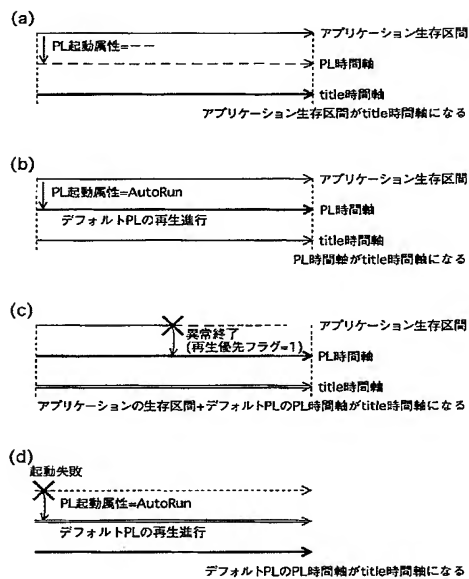 (a)
アプリケーション生存区間
PL起動属性=－－
PL時間軸
title時間軸
アプリケーション生存区間がtitle時間軸になる
(b)
アプリケーション生存区間
PL起動属性=AutoRun
PL時間軸
デフォルトPLの再生進行
title時間軸
PL時間軸がtitle時間軸になる
(c)
アプリケーション生存区間
異常終了
(再生優先フラグ=1)
PL時間軸
title時間軸
アプリケーションの生存区間+デフォルトPLのPL時間軸がtitle時間軸になる
(d)
起動失敗
PL起動属性=AutoRun
デフォルトPLの再生進行
デフォルトPLのPL時間軸がtitle時間軸になる